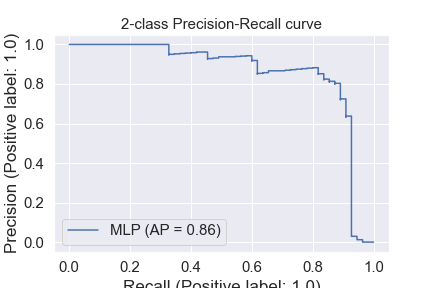 2-class Precision-Recall curve
Precision (Positive label: 1.0)
1.0
0.8
0.6
0.4
0.2
0.0
MLP (AP = 0.86)
0.0 0.2 0.4 0.6 0.8 1.0
Recall (Positive label: 1.0)